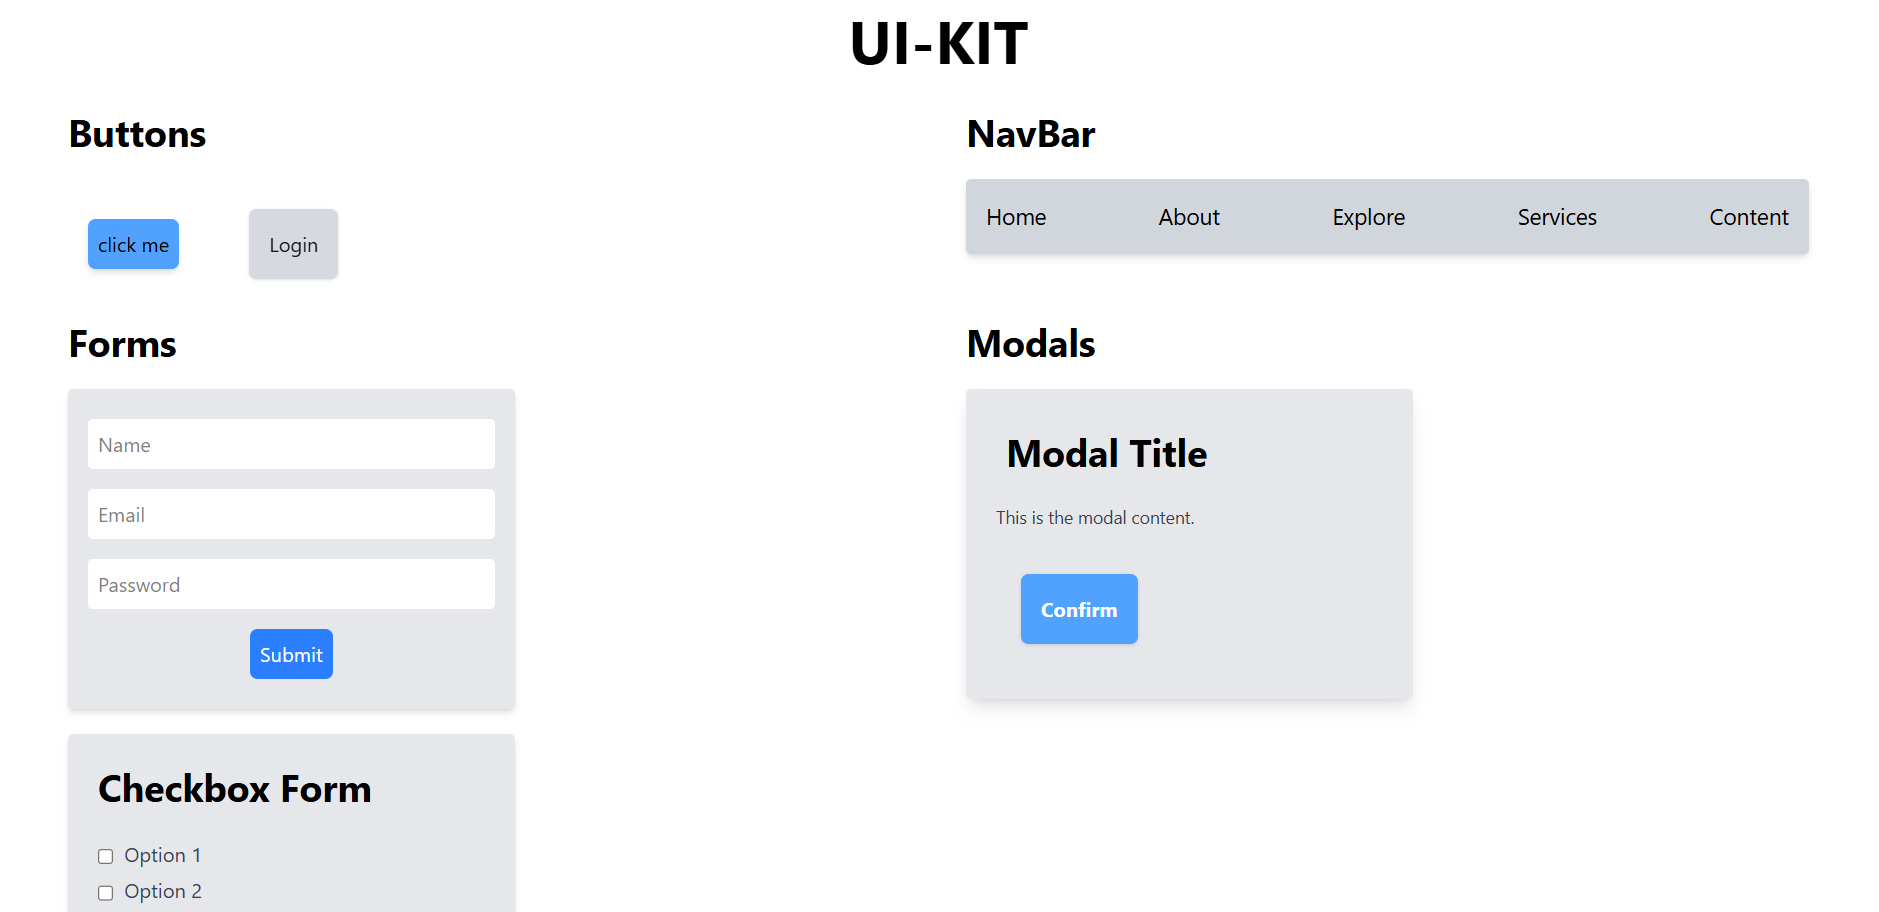 UI-KIT
Buttons
click me
Login
NavBar
Home About Explore Services Content
Forms
Name
Email
Password
Submit
Modals
Modal Title
This is the modal content.
Confirm
Checkbox Form
Option 1
Option 2